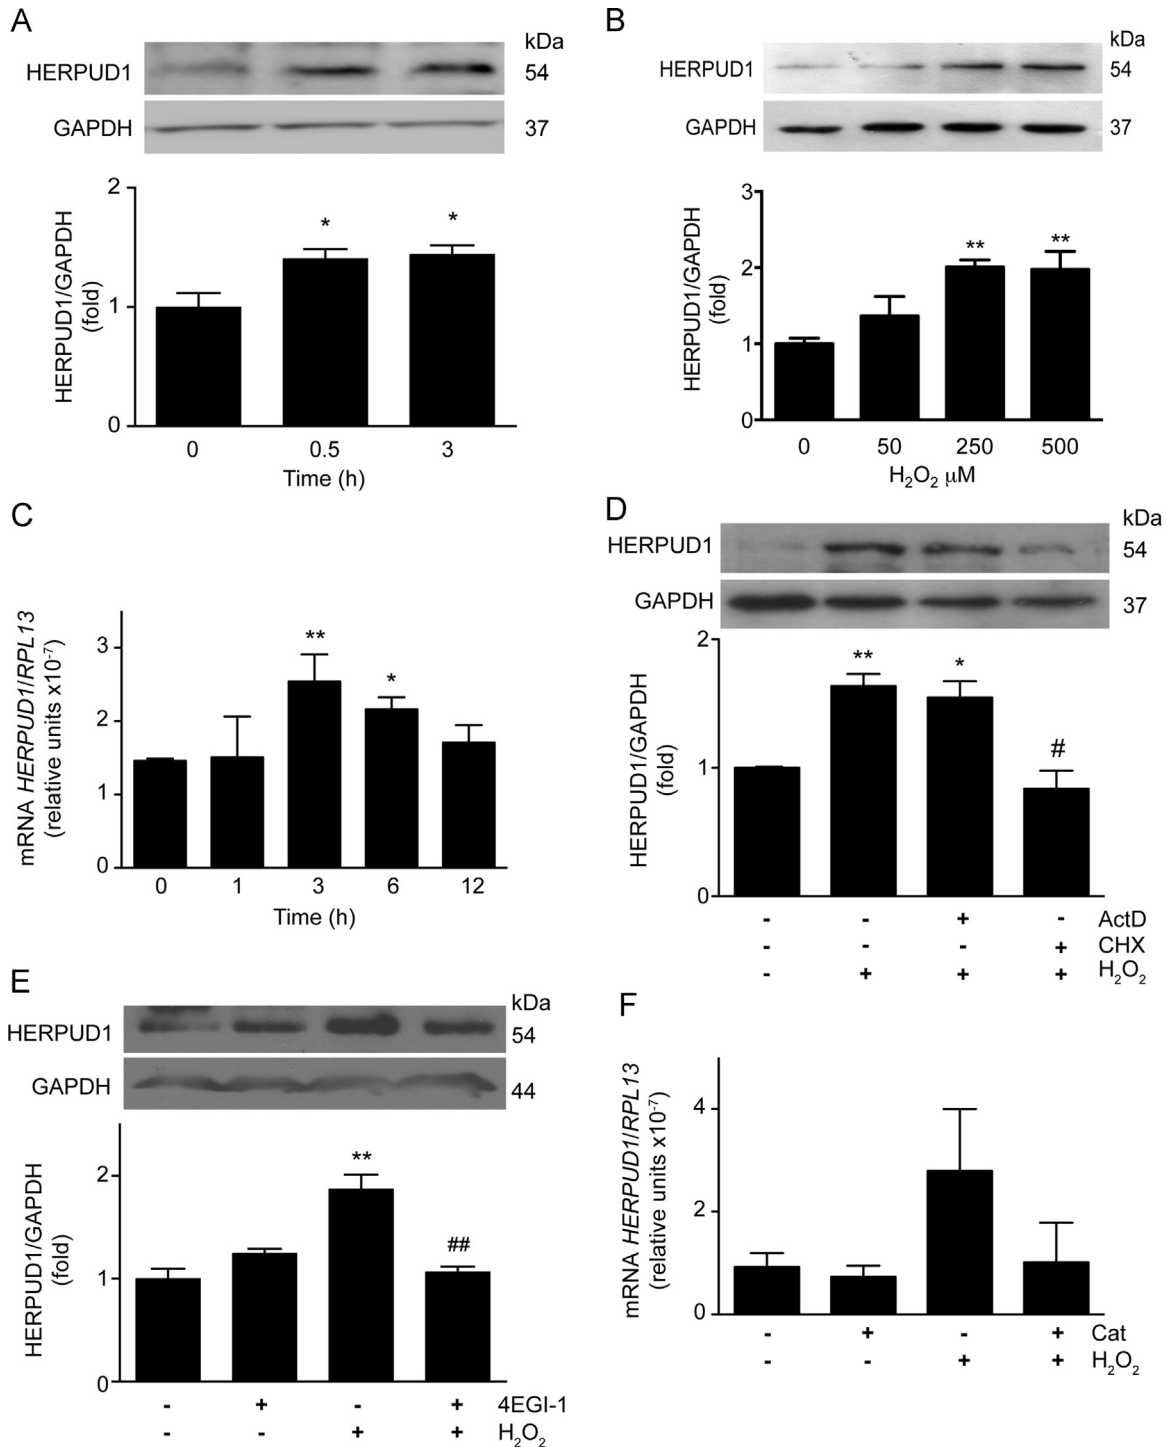 A
kDa
HERPUD1
54
GAPDH
37
2
*
*
1
0
HERPUD1/GAPDH
(fold)
0 0.5 3
Time (h)
B
kDa
HERPUD1
54
GAPDH
37
3
**
**
2
1
0
HERPUD1/GAPDH
(fold)
0 50 250 500
H₂O₂ μM
C
3
**
*
2
1
0
mRNA HERPUD1/RPL13
(relative units x10⁻⁷)
0 1 3 6 12
Time (h)
D
kDa
HERPUD1
54
GAPDH
37
2
**
*
#
1
0
HERPUD1/GAPDH
(fold)
- - + - ActD
- - - + CHX
- + + + H₂O₂
E
kDa
HERPUD1
54
GAPDH
44
**
2
##
1
0
HERPUD1/GAPDH
(fold)
- + - + 4EGI-1
- - + + H₂O₂
F
4
2
0
mRNA HERPUD1/RPL13
(relative units x10⁻⁷)
- + - + Cat
- - + + H₂O₂